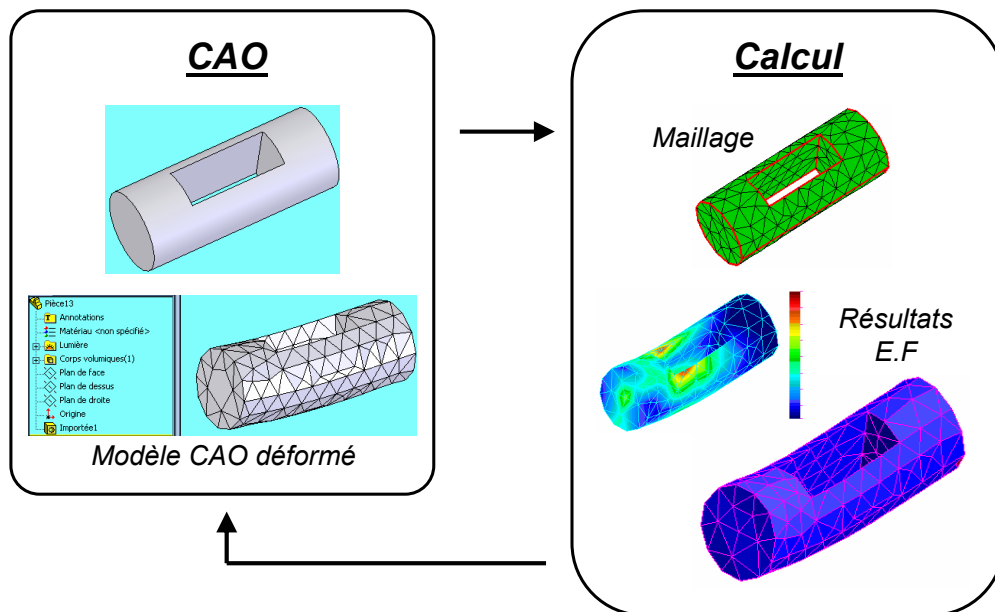 CAO
Pièce13
Annotations
Matériau <non spécifié>
Lumière
Corps volumiques(1)
Plan de face
Plan de dessus
Plan de droite
Origine
Importée1
Modèle CAO déformé
Calcul
Maillage
Résultats
E.F